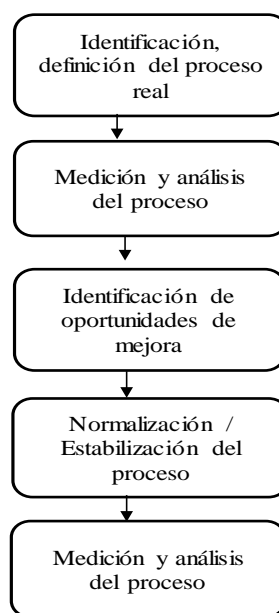 Identificación,
definición del proceso
real
Medición y análisis
del proceso
Identificación de
oportunidades de
mejora
Normalización /
Estabilización del
proceso
Medición y análisis
del proceso